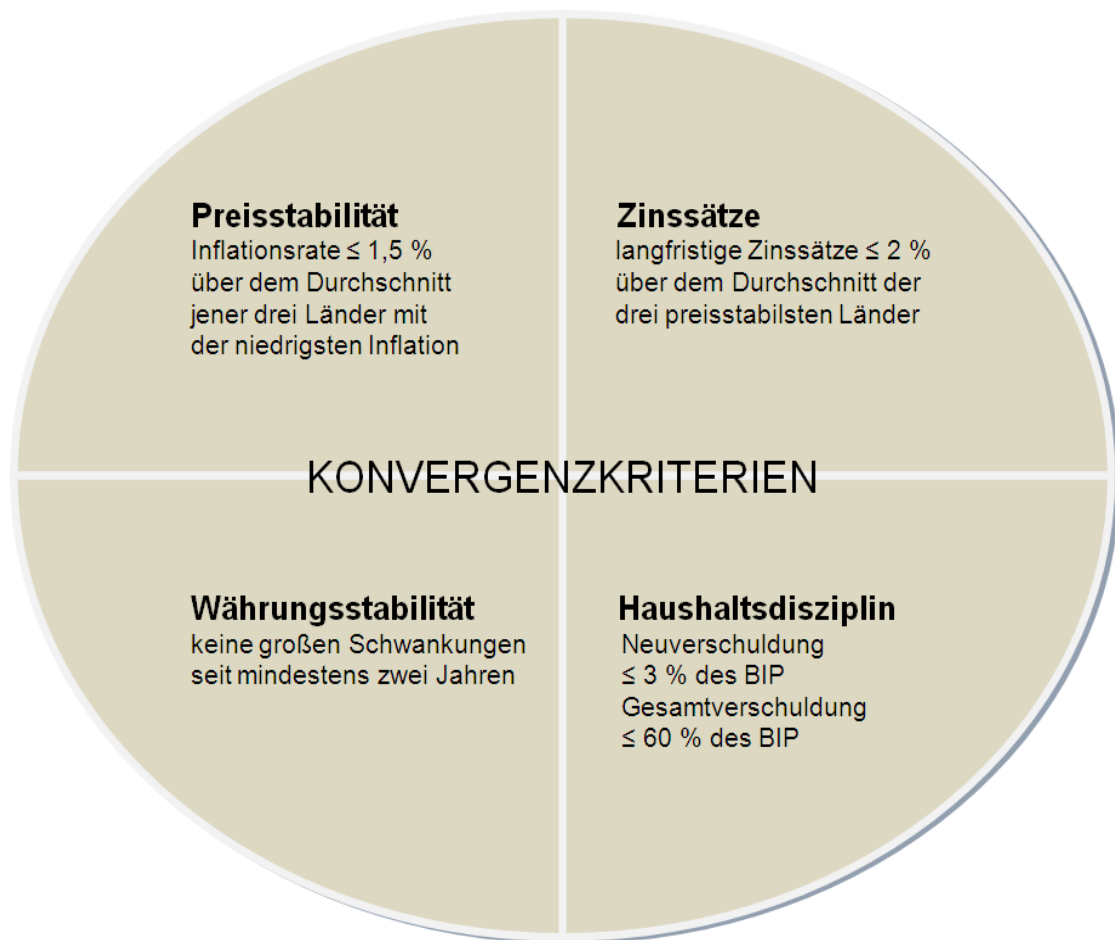 Preisstabilität
Inflationsrate ≤ 1,5 %
über dem Durchschnitt
jener drei Länder mit
der niedrigsten Inflation
Zinssätze
langfristige Zinssätze ≤ 2 %
über dem Durchschnitt der
drei preisstabilsten Länder
KONVERGENZKRITERIEN
Währungsstabilität
keine großen Schwankungen
seit mindestens zwei Jahren
Haushaltsdisziplin
Neuverschuldung
≤ 3 % des BIP
Gesamtverschuldung
≤ 60 % des BIP